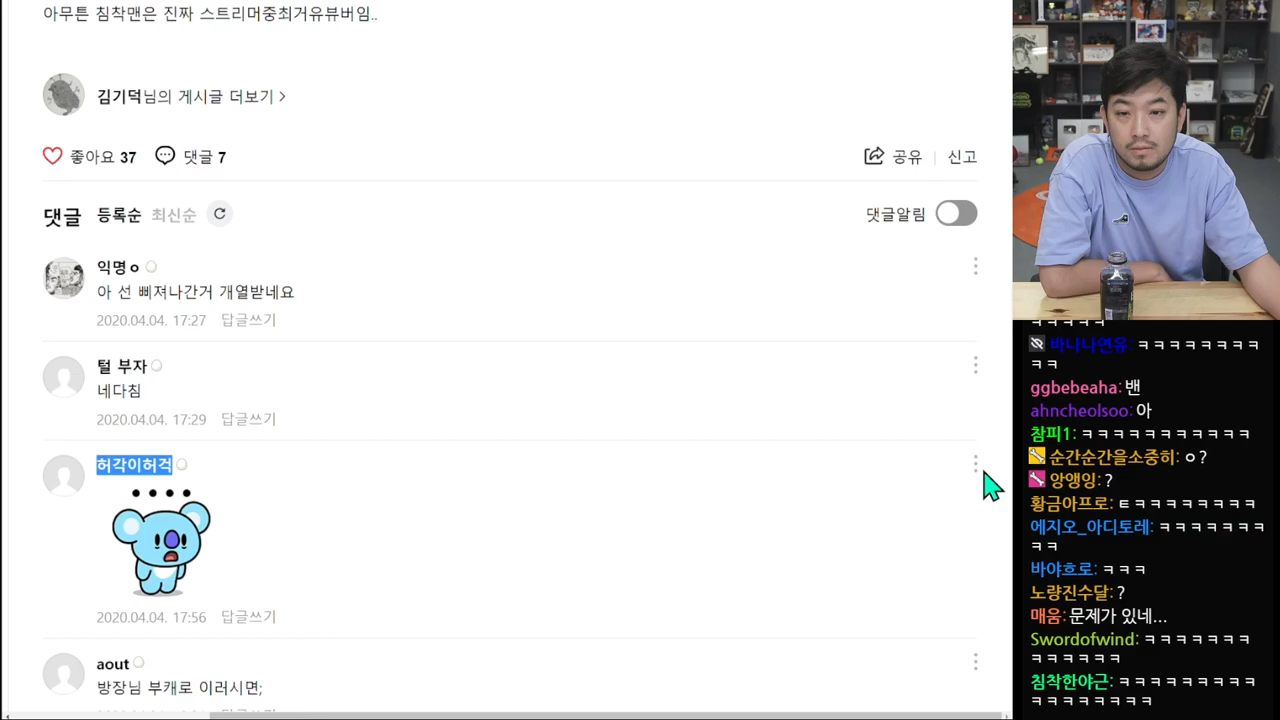 아무튼 침착맨은 진짜 스트리머중최거유뷰버임..
김기덕님의 게시글 더보기 >
좋아요 37 댓글 7
공유 신고
댓글 등록순 최신순
댓글알림
익명ㅇ
아 선 삐져나간거 개열받네요
2020.04.04. 17:27 답글쓰기
털 부자
네다침
2020.04.04. 17:29 답글쓰기
허각이허걱
2020.04.04. 17:56 답글쓰기
aout
방장님 부캐로 이러시면;
ㅋㅋㅋㅋㅋ
바나나연유: ㅋㅋㅋㅋㅋㅋㅋㅋ
ㅋㅋ
ggbebeaha: 밴
ahncheolsoo: 아
참피1: ㅋㅋㅋㅋㅋㅋㅋㅋㅋㅋㅋ
순간순간을소중히: ㅇ?
앙앵잉: ?
황금아프로: ㅌㅋㅋㅋㅋㅋㅋㅋㅋ
에지오_아디토레: ㅋㅋㅋㅋㅋㅋㅋ
ㅋㅋ
바야흐로: ㅋㅋㅋ
노량진수달: ?
매움: 문제가 있네...
Swordofwind: ㅋㅋㅋㅋㅋㅋㅋ
ㅋㅋㅋㅋㅋㅋ
침착한야근: ㅋㅋㅋㅋㅋㅋㅋㅋㅋ
ㅋㅋㅋㅋㅋㅋㅋㅋ